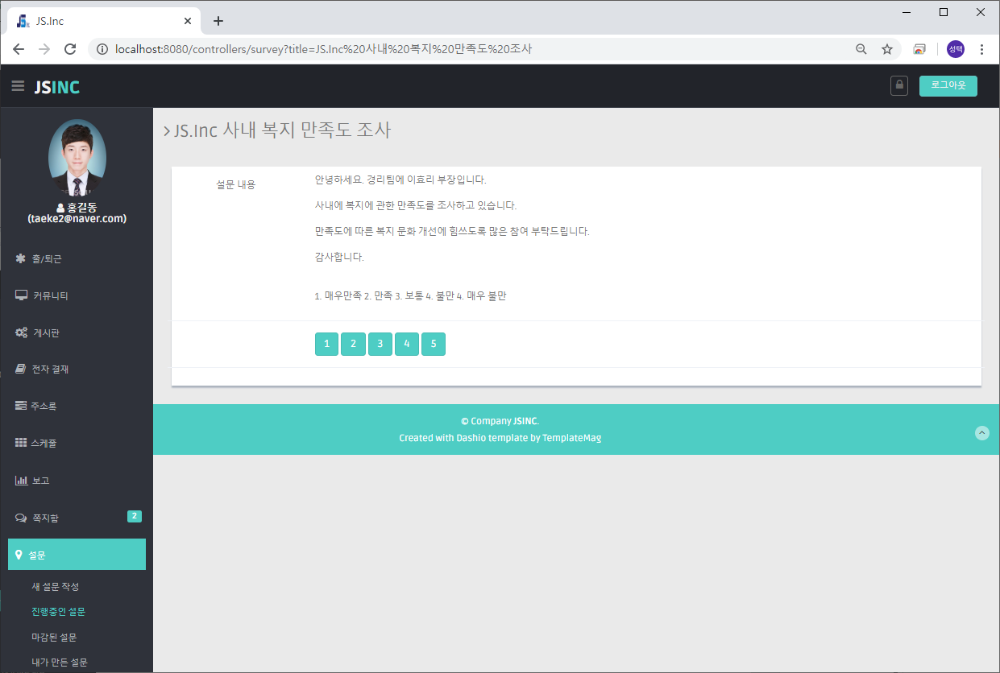 JS.Inc
localhost:8080/controllers/survey?title=JS.Inc%20사내%20복지%20만족도%20조사
성택
JSINC
로그아웃
홍길동
(taeke2@naver.com)
출/퇴근
커뮤니티
게시판
전자 결재
주소록
스케쥴
보고
쪽지함 2
설문
새 설문 작성
진행중인 설문
마감된 설문
내가 만든 설문
JS.Inc 사내 복지 만족도 조사
설문 내용
안녕하세요. 경리팀에 이효리 부장입니다.
사내에 복지에 관한 만족도를 조사하고 있습니다.
만족도에 따른 복지 문화 개선에 힘쓰도록 많은 참여 부탁드립니다.
감사합니다.
1. 매우만족 2. 만족 3. 보통 4. 불만 4. 매우 불만
1 2 3 4 5
© Company JSINC.
Created with Dashio template by TemplateMag